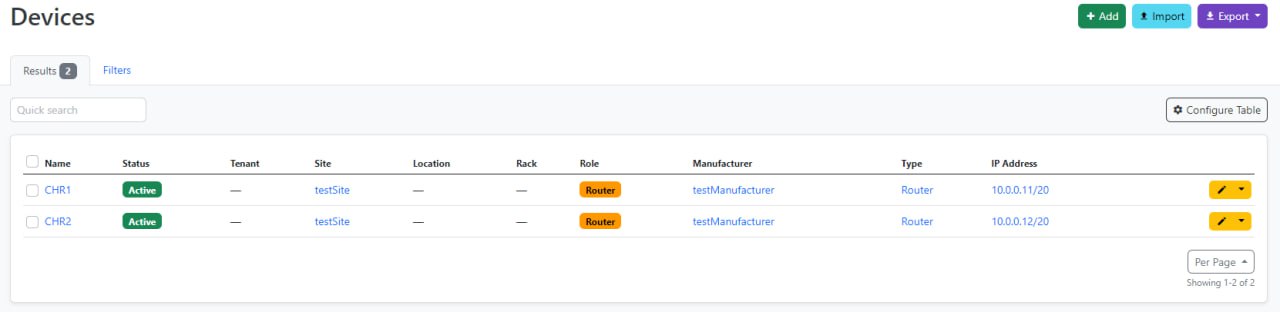 Devices
+ Add Import Export
Results 2 Filters
Quick search
Configure Table
Name Status Tenant Site Location Rack Role Manufacturer Type IP Address
CHR1 Active — testSite — — Router testManufacturer Router 10.0.0.11/20
CHR2 Active — testSite — — Router testManufacturer Router 10.0.0.12/20
Per Page
Showing 1-2 of 2